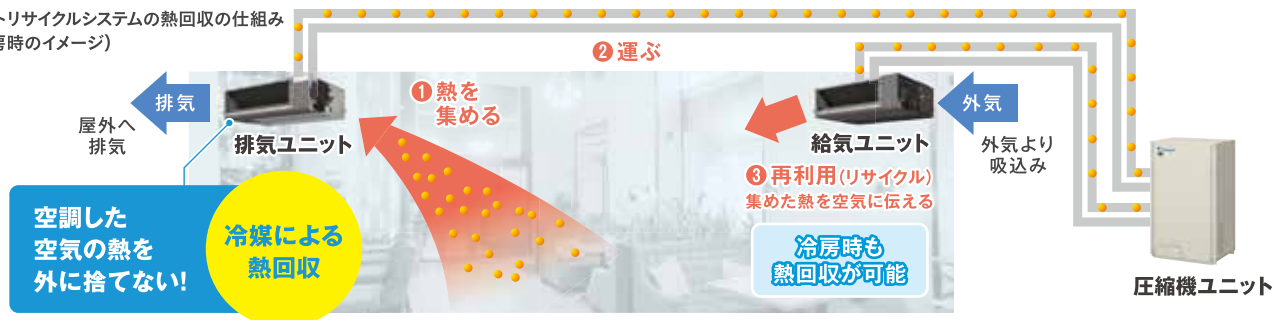 トリサイクルシステムの熱回収の仕組み
房時のイメージ)
❷ 運ぶ
排気
屋外へ
排気
排気ユニット
❶ 熱を
集める
給気ユニット
外気
外気より
吸込み
❸ 再利用(リサイクル)
集めた熱を空気に伝える
空調した
空気の熱を
外に捨てない!
冷媒による
熱回収
冷房時も
熱回収が可能
圧縮機ユニット